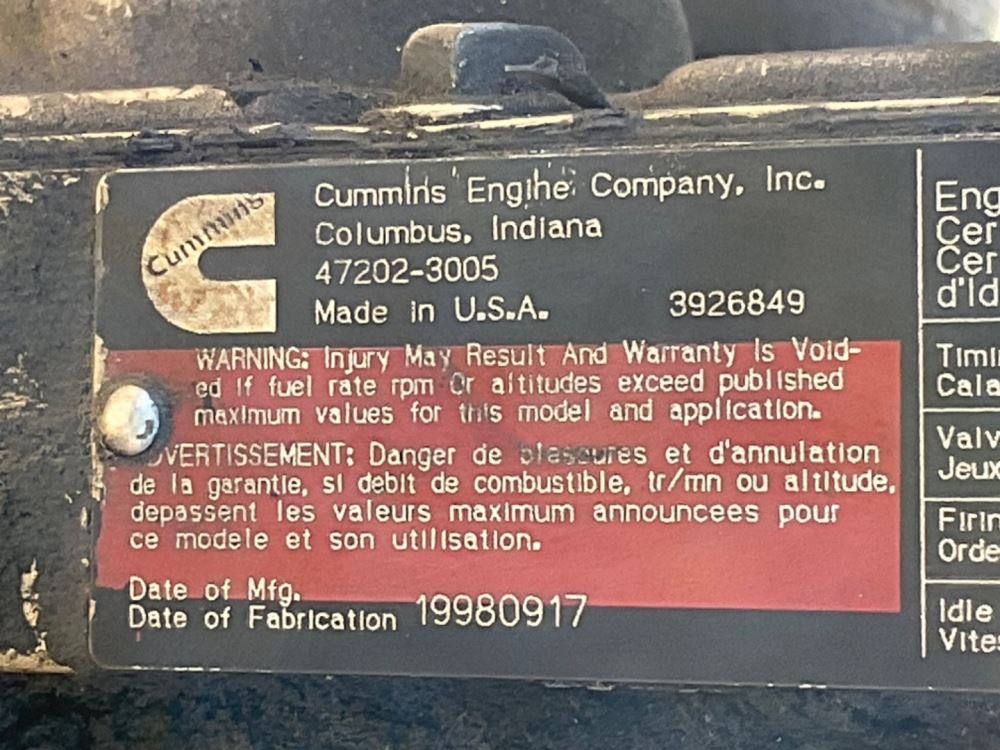 Cummins
Cummins Engine Company, Inc.
Columbus, Indiana
47202-3005
Made in U.S.A. 3926849
WARNING: Injury May Result And Warranty Is Void-
ed if fuel rate rpm Or altitudes exceed published
maximum values for this model and application.
AVERTISSEMENT: Danger de blessures et d'annulation
de la garantie, si debit de combustible, tr/mn ou altitude,
depassent les valeurs maximum announcees pour
ce modele et son utilisation.
Date of Mfg.
Date of Fabrication 19980917
Eng
Cer
Cer
d'Id
Timi
Cala
Valv
Jeux
Firin
Orde
Idle
Vites